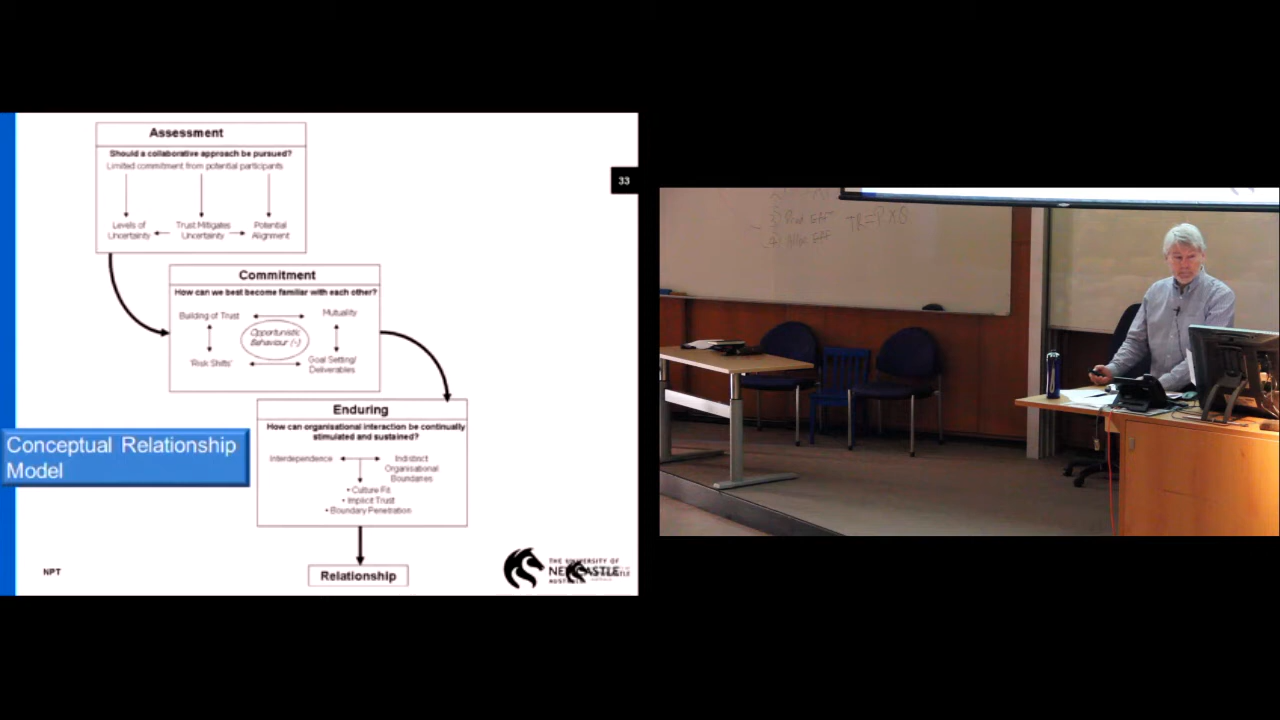 Assessment
Should a collaborative approach be pursued?
Limited commitment from potential participants
Levels of
Uncertainty
Trust Mitigates
Uncertainty
Potential
Alignment
33
Commitment
How can we best become familiar with each other?
Building of Trust
Mutuality
Opportunistic
Behaviour (-)
'Risk Shifts'
Goal Setting/
Deliverables
Enduring
How can organisational interaction be continually
stimulated and sustained?
Interdependence
Indistinct
Organisational
Boundaries
• Culture Fit
• Implicit Trust
• Boundary Penetration
Conceptual Relationship
Model
Relationship
NPT
THE UNIVERSITY OF
NEWCASTLE
AUSTRALIA
TR=PXQ